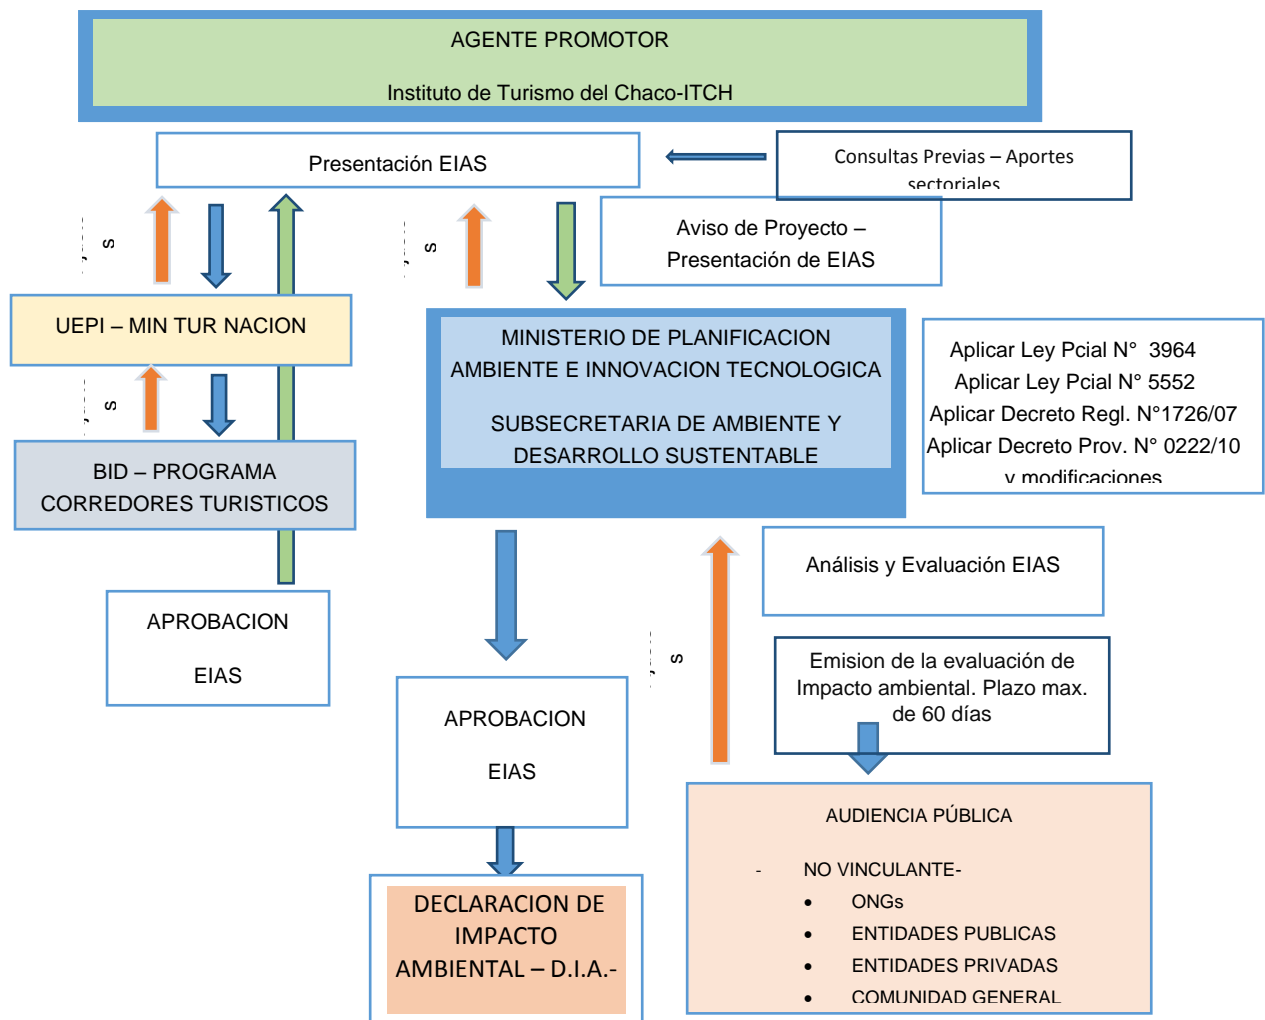 AGENTE PROMOTOR
Instituto de Turismo del Chaco-ITCH
Presentación EIAS
Consultas Previas – Aportes
sectoriales
Aviso de Proyecto –
Presentación de EIAS
UEPI – MIN TUR NACION
MINISTERIO DE PLANIFICACION
AMBIENTE E INNOVACION TECNOLOGICA
SUBSECRETARIA DE AMBIENTE Y
DESARROLLO SUSTENTABLE
Aplicar Ley Pcial N° 3964
Aplicar Ley Pcial N° 5552
Aplicar Decreto Regl. N°1726/07
Aplicar Decreto Prov. N° 0222/10
y modificaciones
BID – PROGRAMA
CORREDORES TURISTICOS
Análisis y Evaluación EIAS
APROBACION
EIAS
Emision de la evaluación de
Impacto ambiental. Plazo max.
de 60 días
APROBACION
EIAS
AUDIENCIA PÚBLICA
- NO VINCULANTE-
• ONGs
• ENTIDADES PUBLICAS
• ENTIDADES PRIVADAS
• COMUNIDAD GENERAL
DECLARACION DE
IMPACTO
AMBIENTAL – D.I.A.-